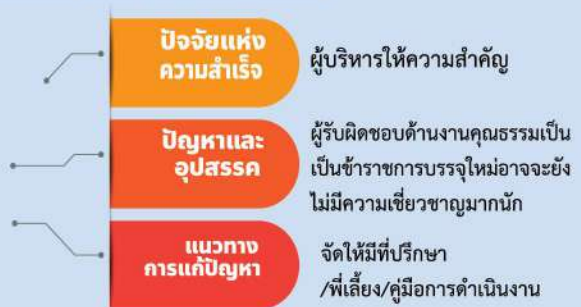 ปัจจัยแห่ง
ความสำเร็จ
ผู้บริหารให้ความสำคัญ
ปัญหาและ
อุปสรรค
ผู้รับผิดชอบด้านงานคุณธรรมเป็น
เป็นข้าราชการบรรจุใหม่อาจจะยัง
ไม่มีความเชี่ยวชาญมากนัก
แนวทาง
การแก้ปัญหา
จัดให้มีที่ปรึกษา
/พี่เลี้ยง/คู่มือการดำเนินงาน